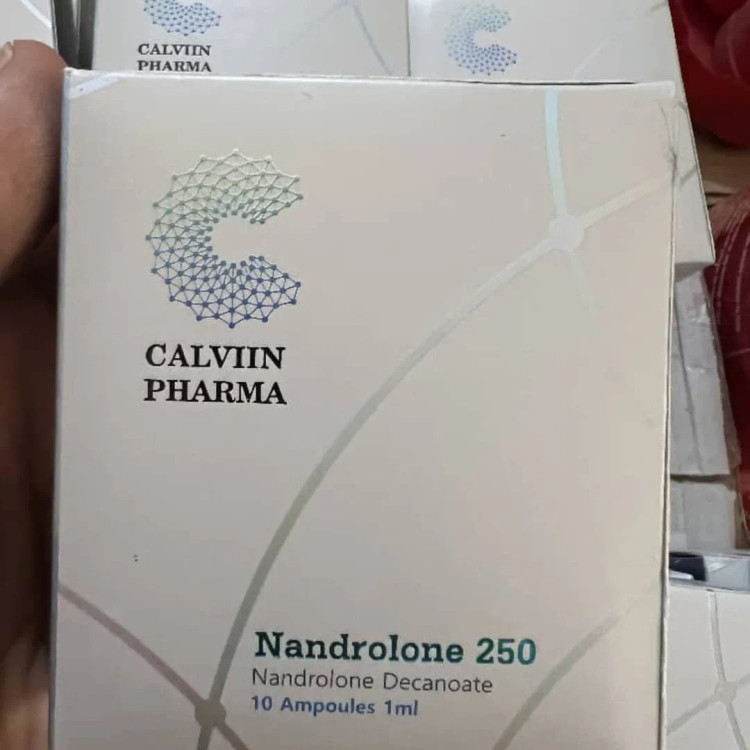 CALVIIN
PHARMA
CALVIIN
PHARMA
Nandrolone 250
Nandrolone Decanoate
10 Ampoules 1ml